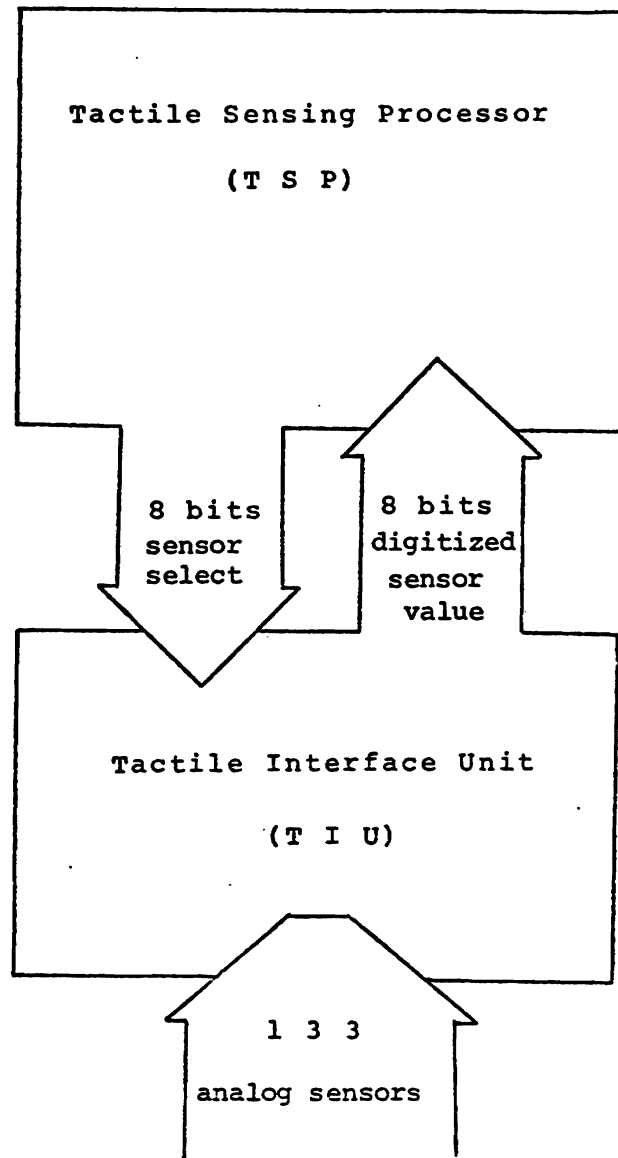 Tactile Sensing Processor
(T S P)
8 bits
sensor
select
8 bits
digitized
sensor
value
Tactile Interface Unit
(T I U)
1 3 3
analog sensors